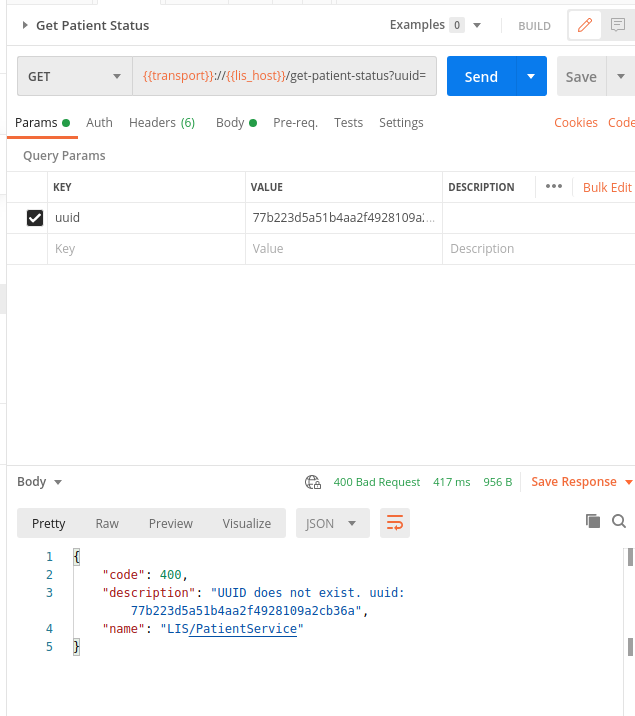 Get Patient Status Examples 0 BUILD
GET {{transport}}://{{lis_host}}/get-patient-status?uuid= Send Save
Params Auth Headers (6) Body Pre-req. Tests Settings Cookies Code
Query Params
KEY VALUE DESCRIPTION ••• Bulk Edit
uuid 77b223d5a51b4aa2f4928109a2...
Key Value Description
Body 400 Bad Request 417 ms 956 B Save Response
Pretty Raw Preview Visualize JSON
1 {
2 "code": 400,
3 "description": "UUID does not exist. uuid:
77b223d5a51b4aa2f4928109a2cb36a",
4 "name": "LIS/PatientService"
5 }